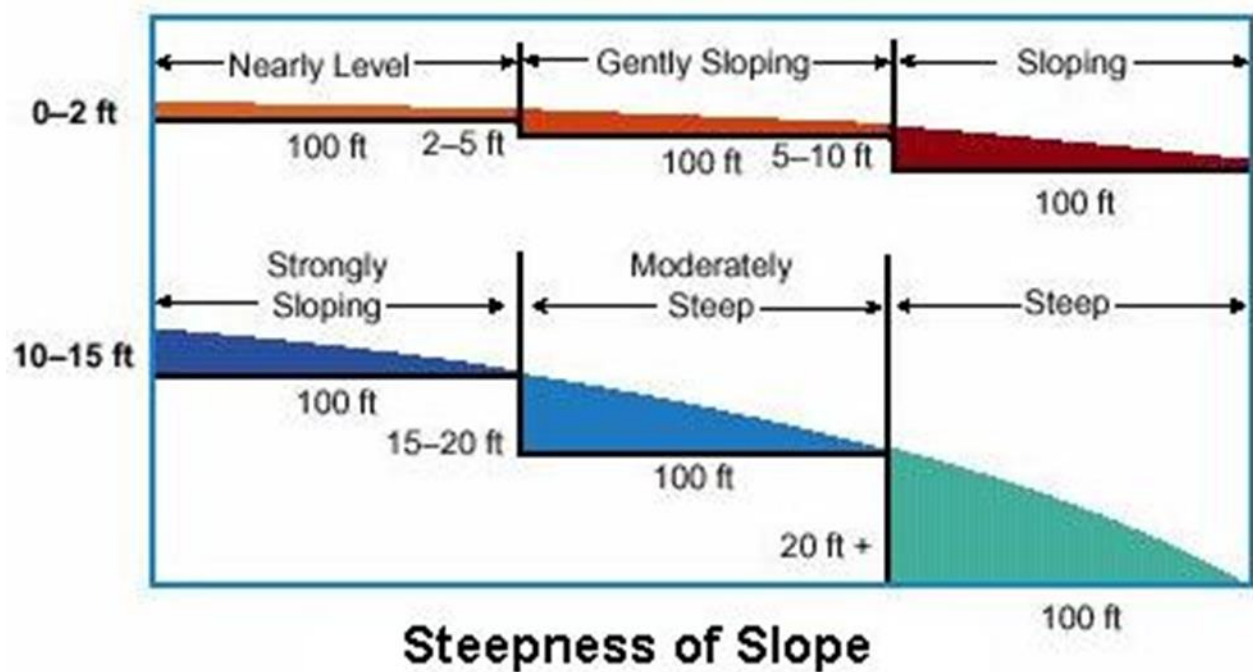 Nearly Level Gently Sloping Sloping
0–2 ft
100 ft 2–5 ft 100 ft 5–10 ft
100 ft
Strongly Moderately
Sloping Steep Steep
10–15 ft
100 ft
15–20 ft
100 ft
20 ft +
100 ft
Steepness of Slope